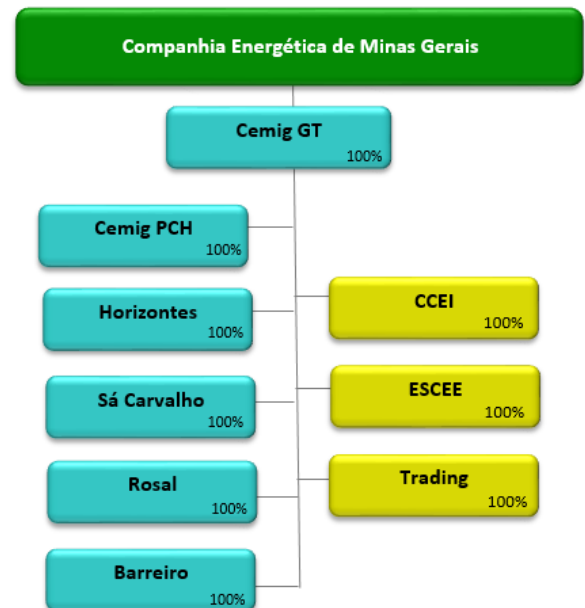 Companhia Energética de Minas Gerais
Cemig GT
100%
Cemig PCH
100%
Horizontes
100%
Sá Carvalho
100%
Rosal
100%
Barreiro
100%
CCEI
100%
ESCEE
100%
Trading
100%